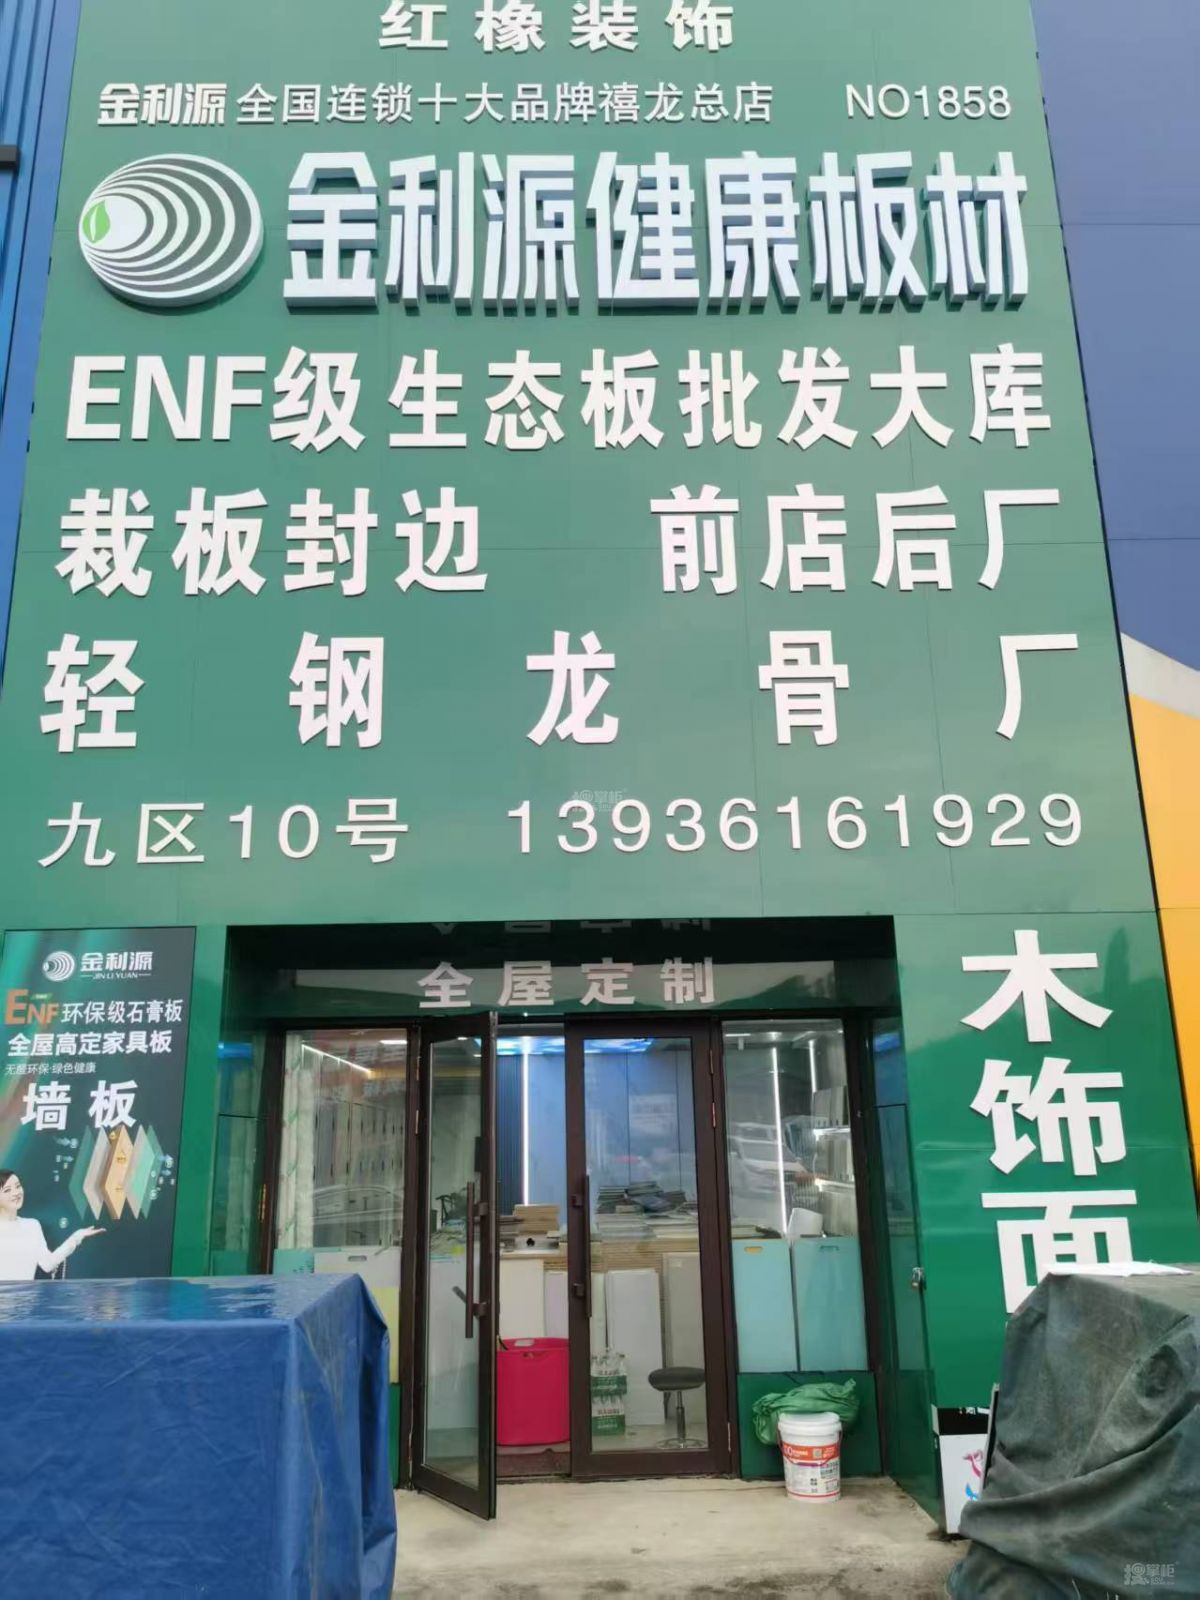 红橡装饰
金利源 全国连锁十大品牌禧龙总店 NO1858
金利源健康板材
ENF级生态板批发大库
裁板封边 前店后厂
轻钢龙骨厂
九区10号 13936161929
全屋定制
金利源
JIN LI YUAN
ENF 环保级石膏板
全屋高定家具板
无醛环保·绿色健康
墙板
木饰面